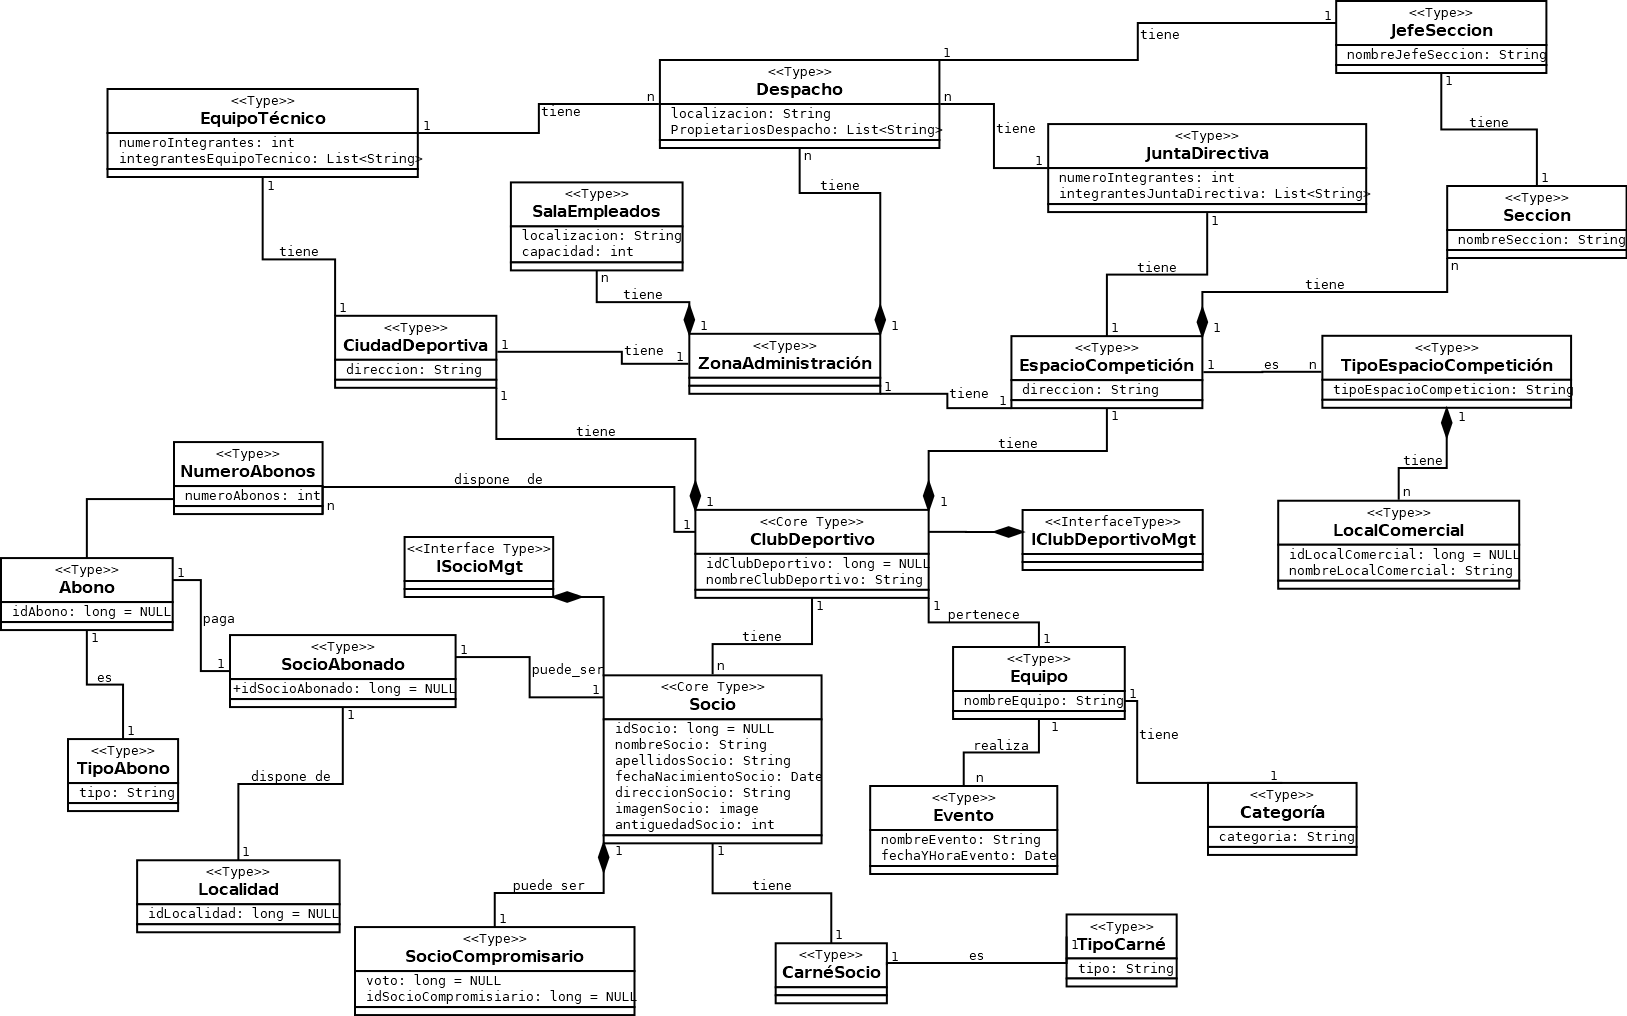 <<Type>>
JefeSeccion
nombreJefeSeccion: String
1
tiene
1
<<Type>>
Despacho
localizacion: String
PropietariosDespacho: List<String>
n
n
n
1
tiene
<<Type>>
EquipoTécnico
numeroIntegrantes: int
integrantesEquipoTecnico: List<String>
1
tiene
1
tiene
1
<<Type>>
JuntaDirectiva
numeroIntegrantes: int
integrantesJuntaDirectiva: List<String>
1
tiene
1
1
tiene
1
<<Type>>
Seccion
nombreSeccion: String
n
tiene
1
<<Type>>
SalaEmpleados
localizacion: String
capacidad: int
n
tiene
1
tiene
1
<<Type>>
CiudadDeportiva
direccion: String
1
tiene
1
1
tiene
1
<<Type>>
ZonaAdministración
1
tiene
1
<<Type>>
EspacioCompetición
direccion: String
1
es
n
1
tiene
1
<<Type>>
TipoEspacioCompetición
tipoEspacioCompeticion: String
1
tiene
n
<<Type>>
LocalComercial
idLocalComercial: long = NULL
nombreLocalComercial: String
<<Type>>
NumeroAbonos
numeroAbonos: int
n
dispone de
1
<<Core Type>>
ClubDeportivo
idClubDeportivo: long = NULL
nombreClubDeportivo: String
<<InterfaceType>>
IClubDeportivoMgt
<<Interface Type>>
ISocioMgt
<<Type>>
Abono
idAbono: long = NULL
1
paga
1
1
es
1
<<Type>>
SocioAbonado
+idSocioAbonado: long = NULL
1
puede_ser
1
1
tiene
n
1
pertenece
1
<<Type>>
Equipo
nombreEquipo: String
1
tiene
1
1
realiza
n
<<Core Type>>
Socio
idSocio: long = NULL
nombreSocio: String
apellidosSocio: String
fechaNacimientoSocio: Date
direccionSocio: String
imagenSocio: image
antiguedadSocio: int
<<Type>>
TipoAbono
tipo: String
1
dispone de
1
<<Type>>
Evento
nombreEvento: String
fechaYHoraEvento: Date
<<Type>>
Categoría
categoria: String
<<Type>>
Localidad
idLocalidad: long = NULL
1
puede ser
1
1
tiene
1
<<Type>>
SocioCompromisario
voto: long = NULL
idSocioCompromisiario: long = NULL
<<Type>>
CarnéSocio
1
es
1
<<Type>>
TipoCarné
tipo: String